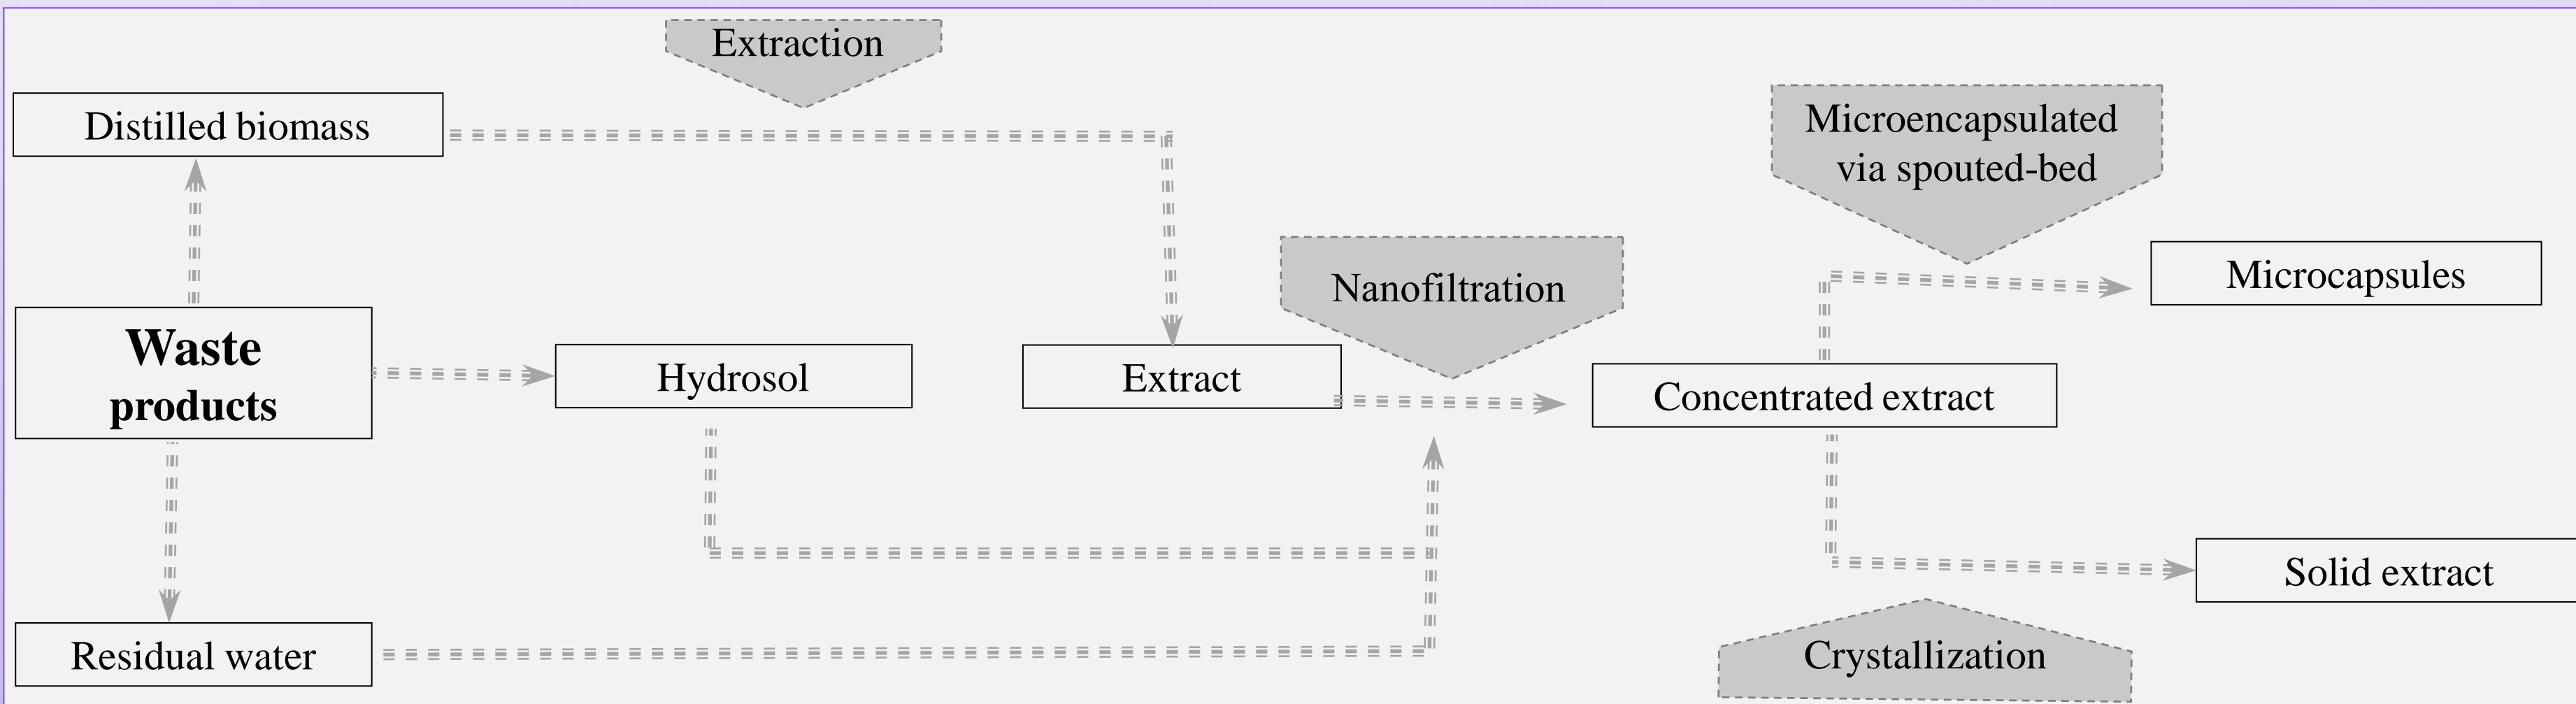 Extraction
Distilled biomass
Microencapsulated
via spouted-bed
Nanofiltration
Microcapsules
Waste
products
Hydrosol
Extract
Concentrated extract
Solid extract
Residual water
Crystallization